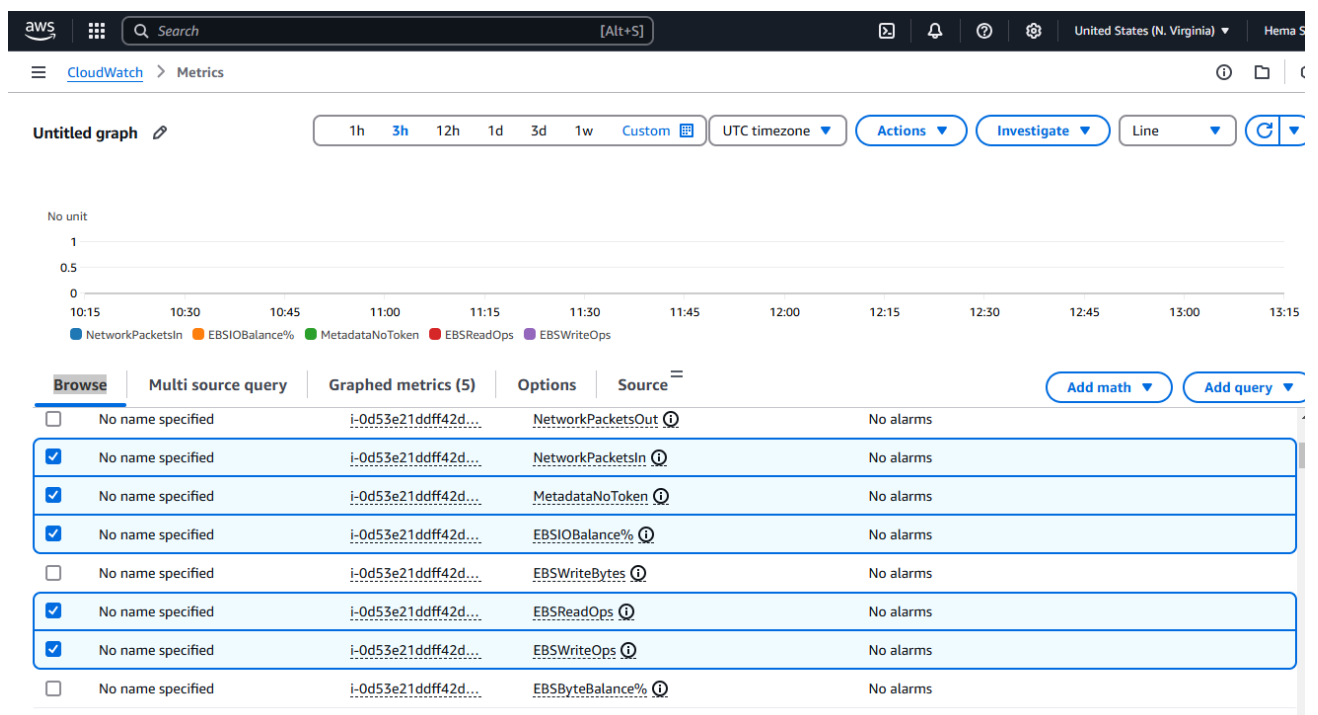 aws Search [Alt+S] United States (N. Virginia) ▼ Hema S
CloudWatch > Metrics
Untitled graph 1h 3h 12h 1d 3d 1w Custom UTC timezone ▼ Actions ▼ Investigate ▼ Line ▼
No unit
1
0.5
0
10:15 10:30 10:45 11:00 11:15 11:30 11:45 12:00 12:15 12:30 12:45 13:00 13:15
NetworkPacketsIn EBSIOBalance% MetadataNoToken EBSReadOps EBSWriteOps
Browse Multi source query Graphed metrics (5) Options Source Add math ▼ Add query ▼
No name specified i-0d53e21ddff42d... NetworkPacketsOut No alarms
No name specified i-0d53e21ddff42d... NetworkPacketsIn No alarms
No name specified i-0d53e21ddff42d... MetadataNoToken No alarms
No name specified i-0d53e21ddff42d... EBSIOBalance% No alarms
No name specified i-0d53e21ddff42d... EBSWriteBytes No alarms
No name specified i-0d53e21ddff42d... EBSReadOps No alarms
No name specified i-0d53e21ddff42d... EBSWriteOps No alarms
No name specified i-0d53e21ddff42d... EBSByteBalance% No alarms